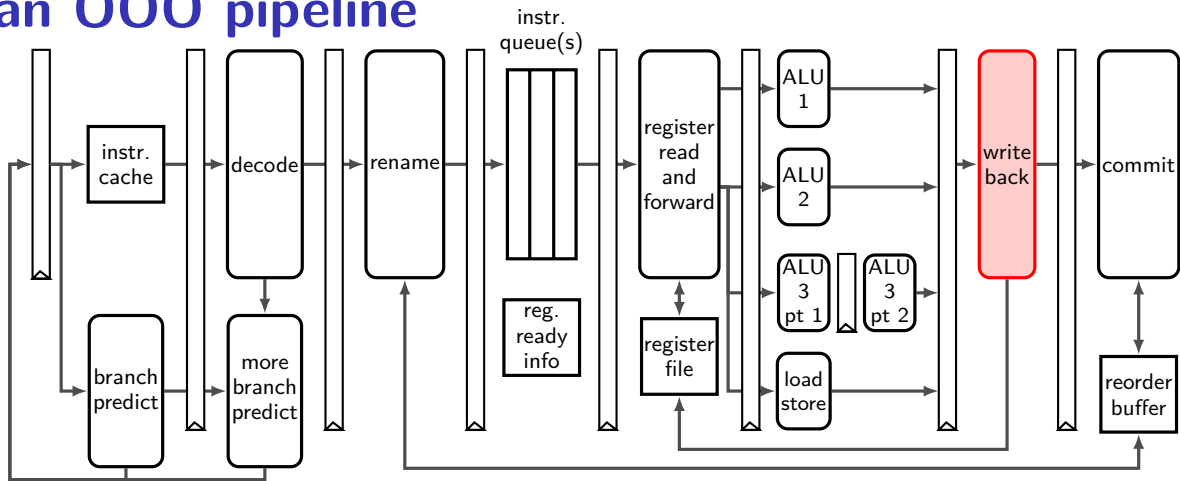 an OOO pipeline
instr.
queue(s)
instr.
cache
decode
rename
register
read
and
forward
ALU
1
ALU
2
ALU
3
pt 1
ALU
3
pt 2
load
store
write
back
commit
branch
predict
more
branch
predict
reg.
ready
info
register
file
reorder
buffer